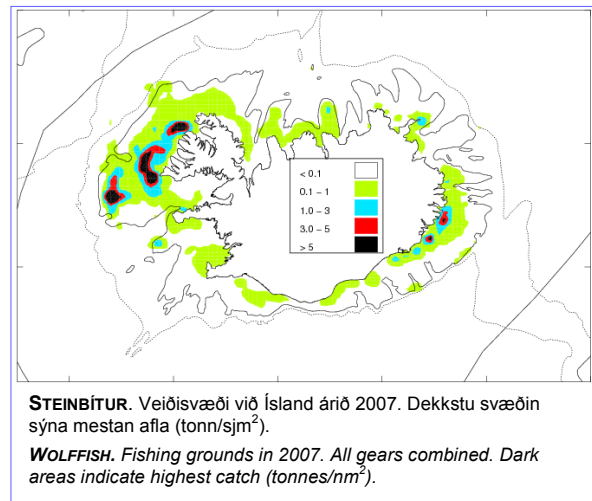 < 0.1
0.1 – 1
1.0 – 3
3.0 – 5
> 5
STEINBÍTUR. Veiðisvæði við Ísland árið 2007. Dekkstu svæðin
sýna mestan afla (tonn/sjm²).
WOLFFISH. Fishing grounds in 2007. All gears combined. Dark
areas indicate highest catch (tonnes/nm²).